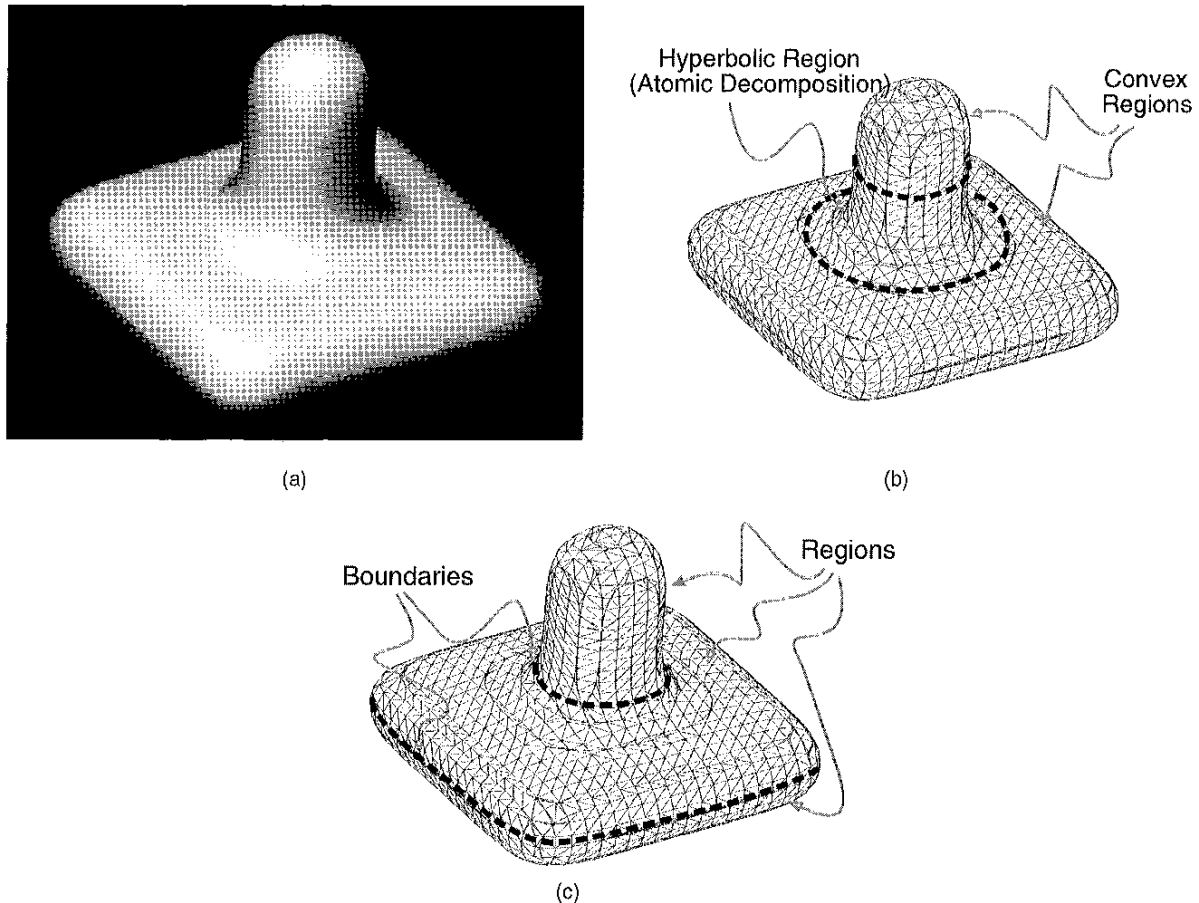 Hyperbolic Region
(Atomic Decomposition)
Convex
Regions
(a)
(b)
Boundaries
Regions
(c)